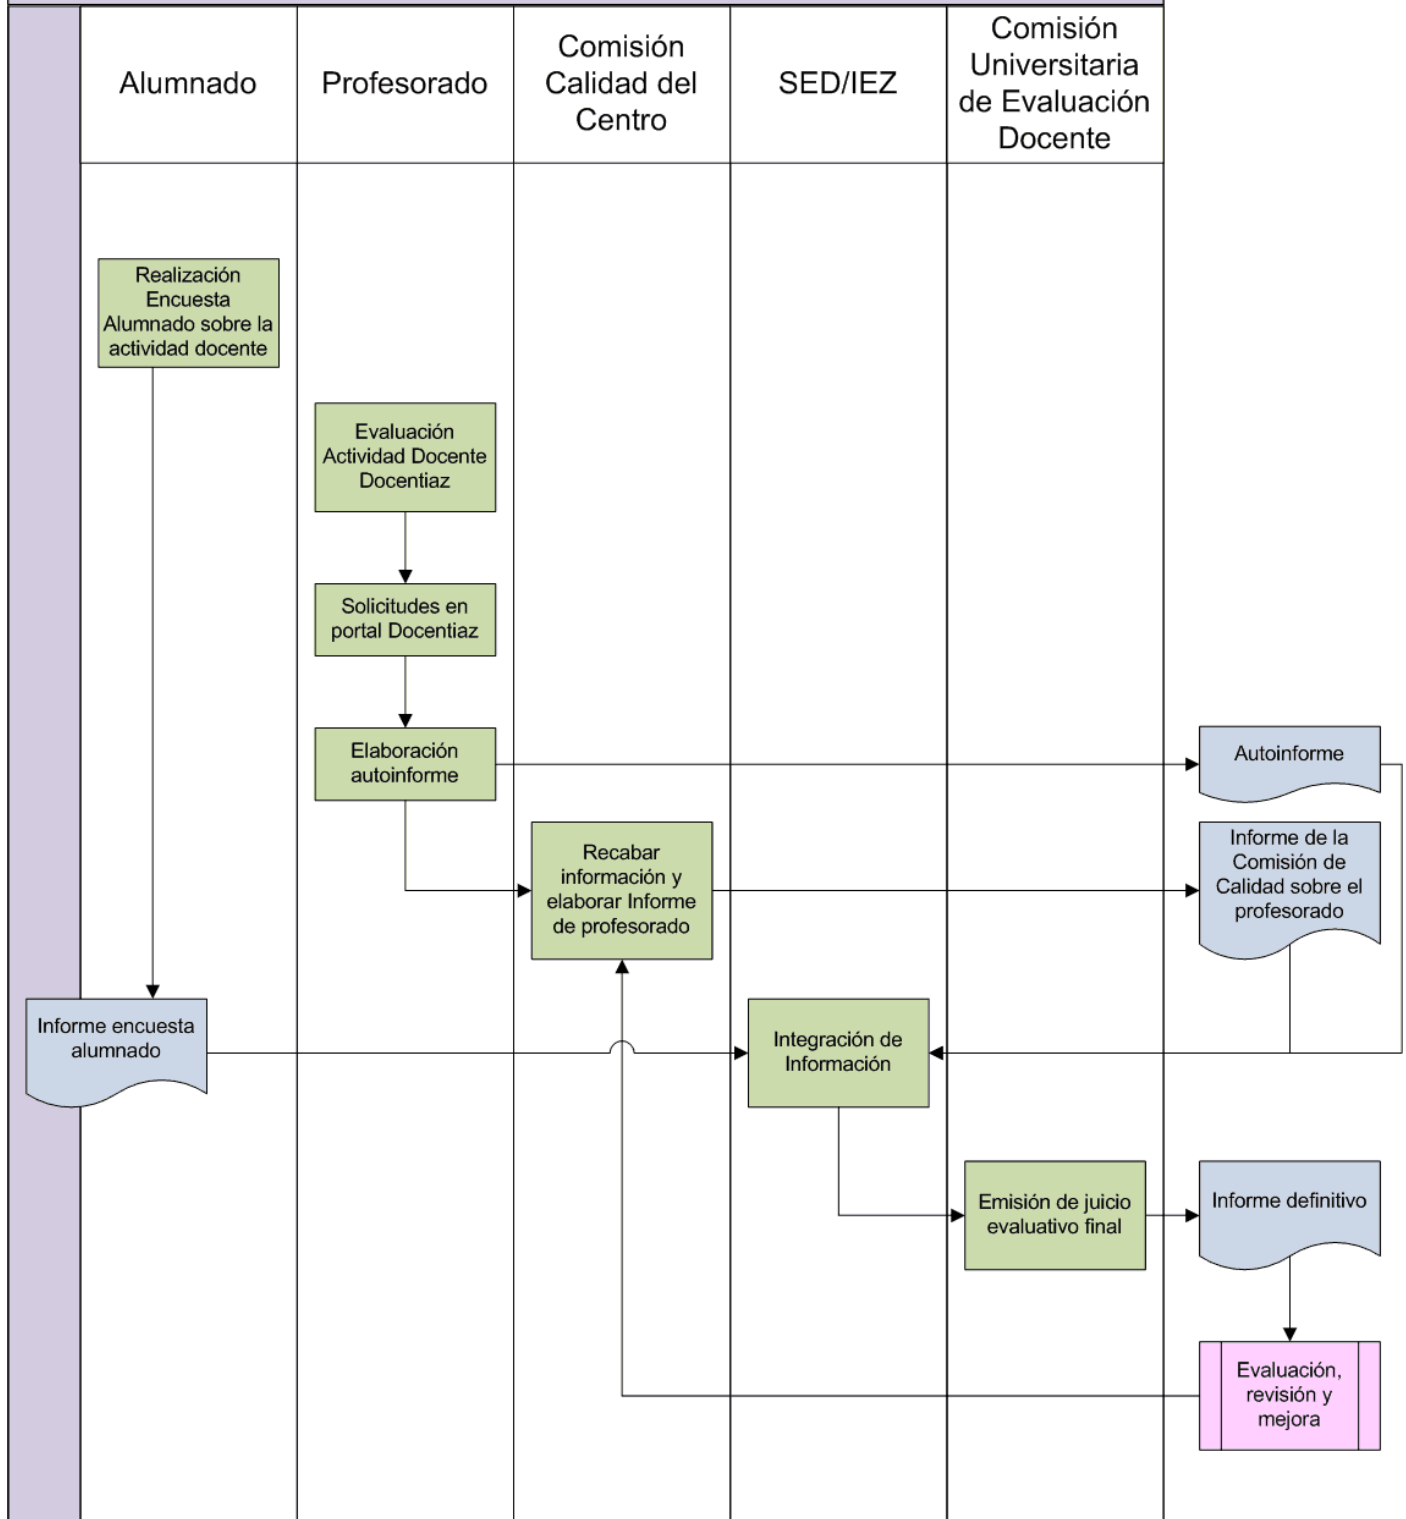 Alumnado
Profesorado
Comisión
Calidad del
Centro
SED/IEZ
Comisión
Universitaria
de Evaluación
Docente
Realización
Encuesta
Alumnado sobre la
actividad docente
Evaluación
Actividad Docente
Docentiaz
Solicitudes en
portal Docentiaz
Elaboración
autoinforme
Autoinforme
Recabar
información y
elaborar Informe
de profesorado
Informe de la
Comisión de
Calidad sobre el
profesorado
Informe encuesta
alumnado
Integración de
Información
Emisión de juicio
evaluativo final
Informe definitivo
Evaluación,
revisión y
mejora